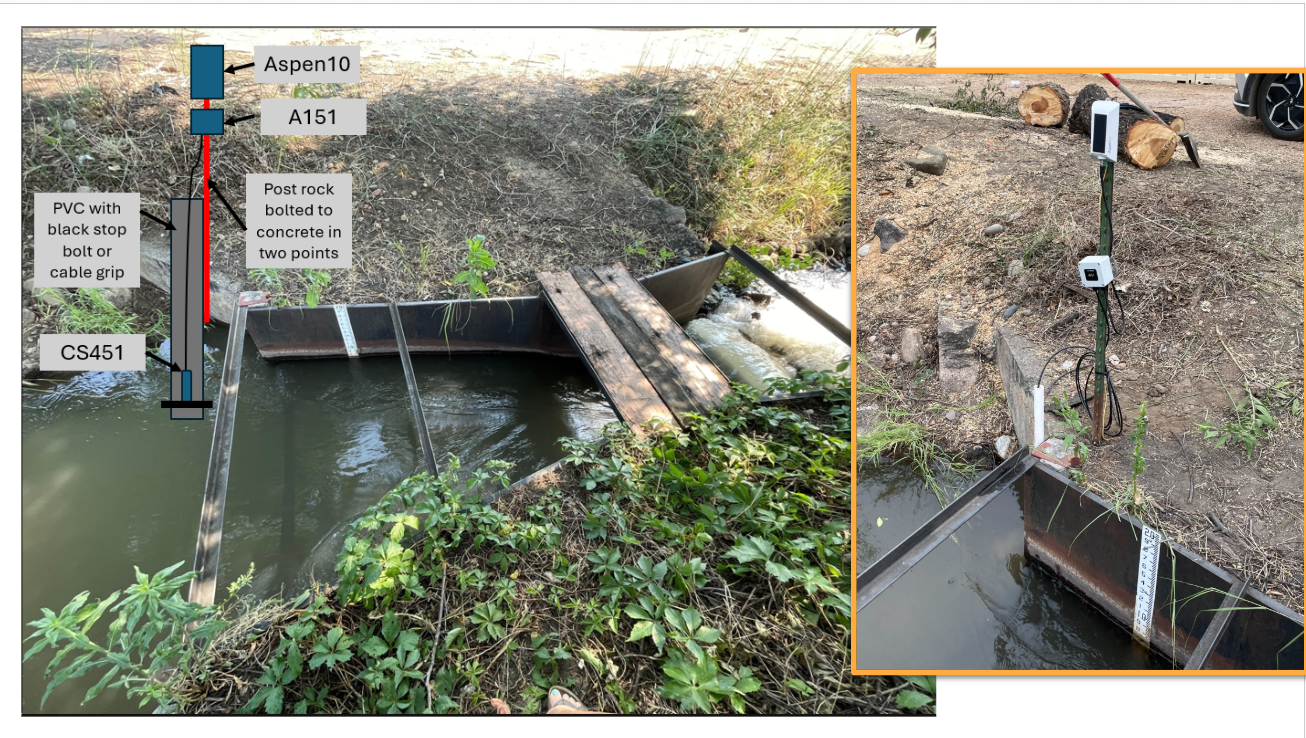 Aspen10
A151
PVC with
black stop
bolt or
cable grip
Post rock
bolted to
concrete in
two points
CS451